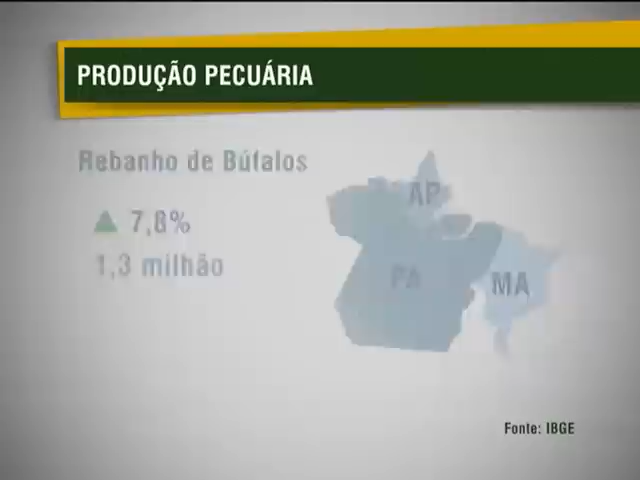 PRODUÇÃO PECUÁRIA
Rebanho de Búfalos
7,8%
1,3 milhão
AP
PA
MA
Fonte: IBGE